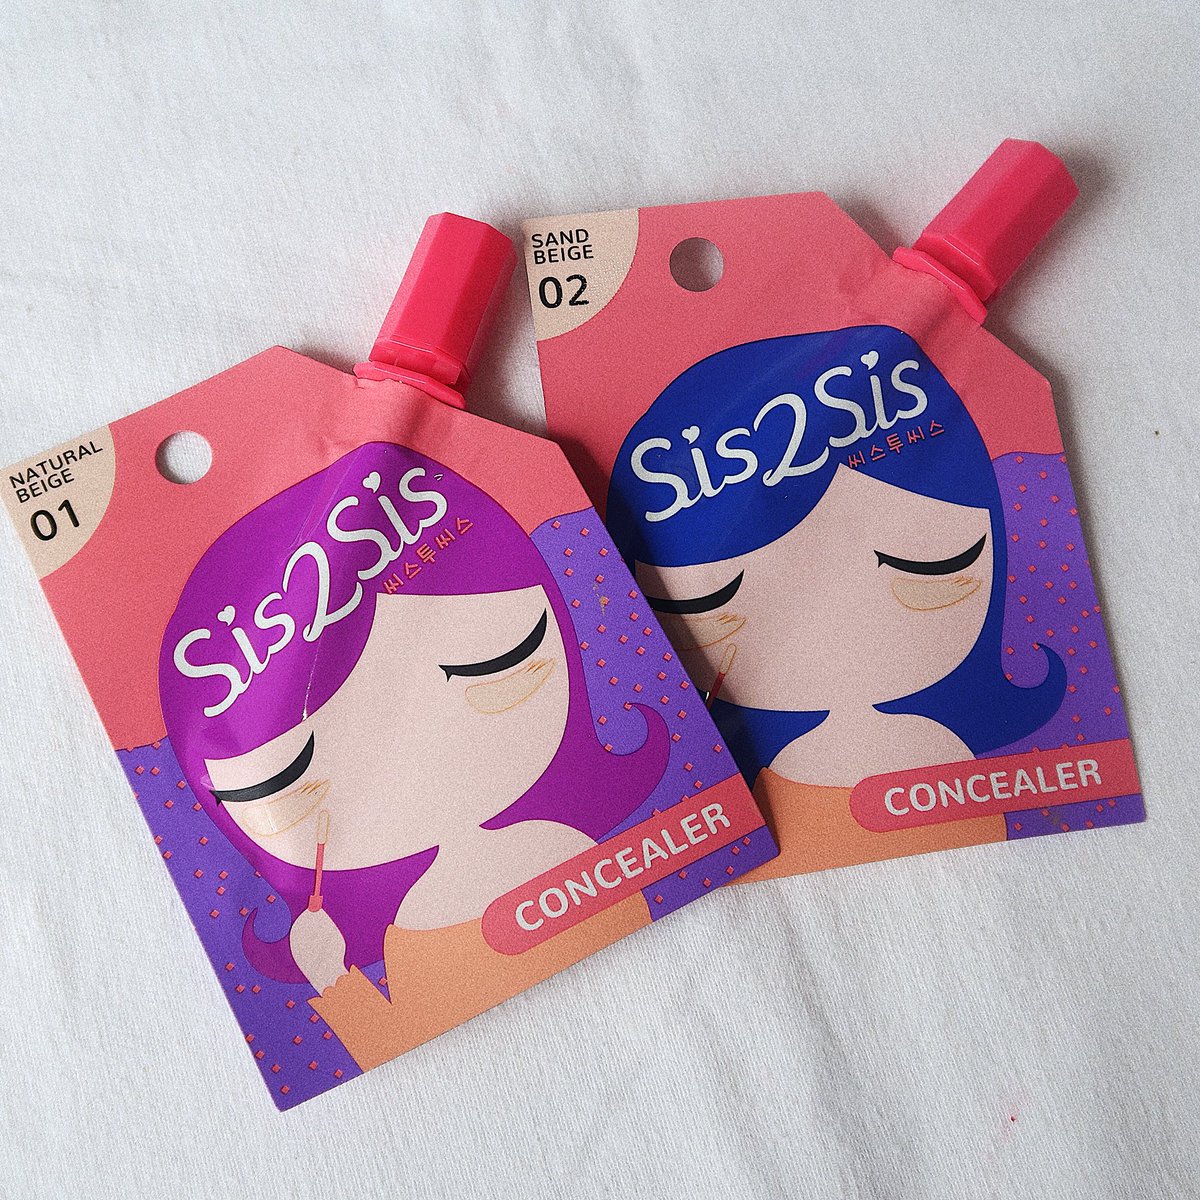 NATURAL
BEIGE
01
Sis2Sis
씨스투씨스
CONCEALER
SAND
BEIGE
02
Sis2Sis
씨스투씨스
CONCEALER